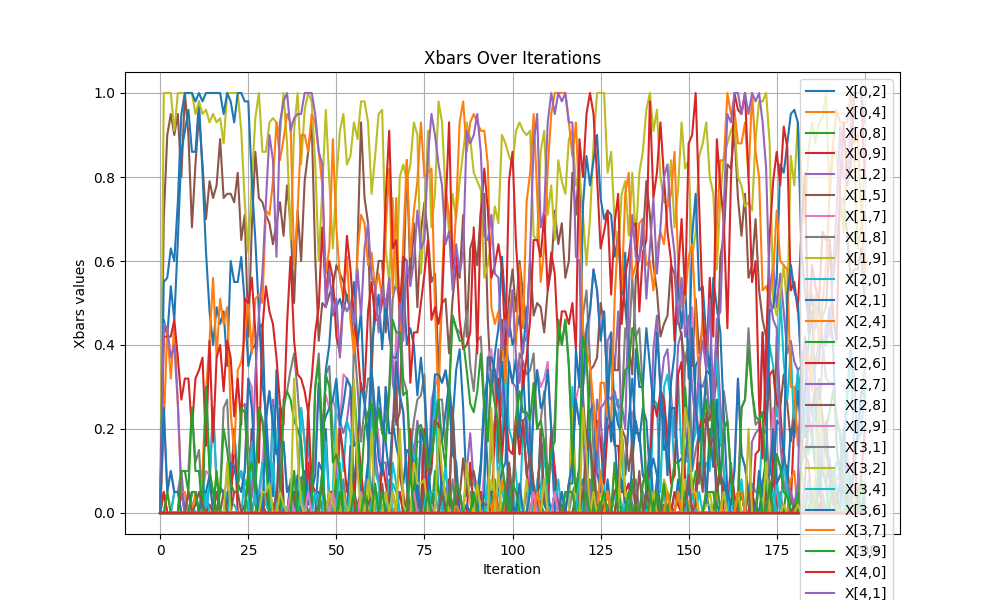 Xbars Over Iterations
Xbars values
1.0
0.8
0.6
0.4
0.2
0.0
0
25
50
75
100
125
150
175
Iteration
X[0,2]
X[0,4]
X[0,8]
X[0,9]
X[1,2]
X[1,5]
X[1,7]
X[1,8]
X[1,9]
X[2,0]
X[2,1]
X[2,4]
X[2,5]
X[2,6]
X[2,7]
X[2,8]
X[2,9]
X[3,1]
X[3,2]
X[3,4]
X[3,6]
X[3,7]
X[3,9]
X[4,0]
X[4,1]